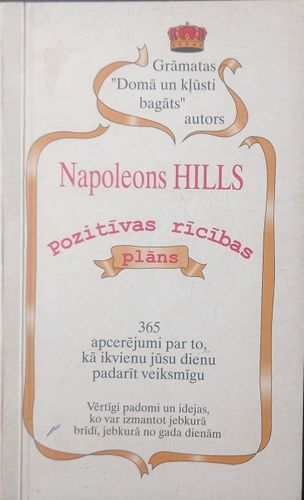 Grāmatas
"Domā un kļūsti
bagāts"
autors
Napoleons HILLS
Pozitīvas rīcības
plāns
365
apcerējumi par to,
kā ikvienu jūsu dienu
padarīt veiksmīgu
Vērtīgi padomi un idejas,
ko var izmantot jebkurā
brīdī, jebkurā no gada dienām